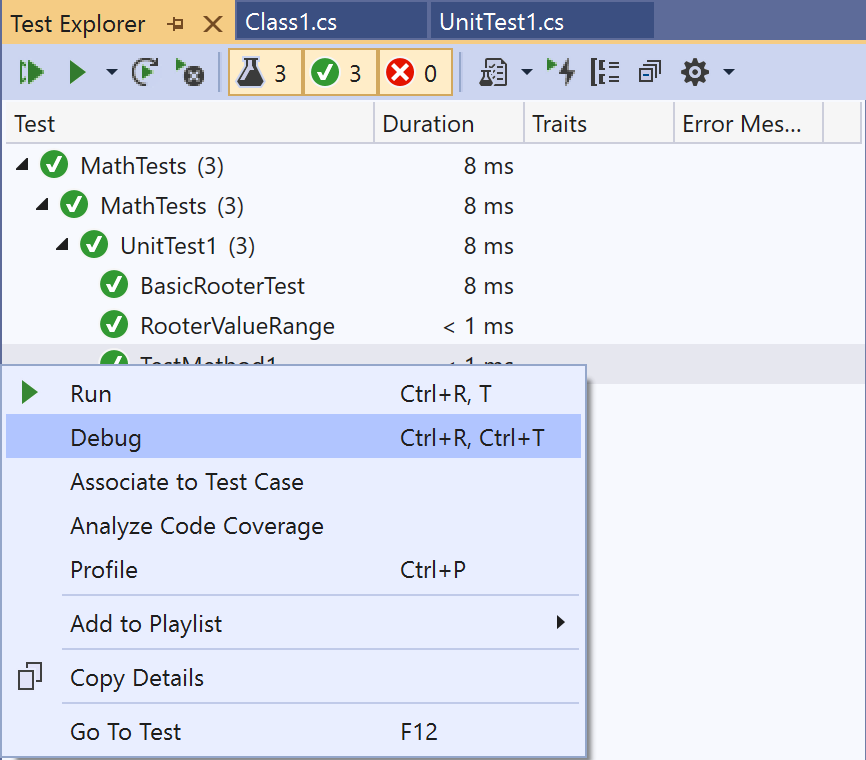 Test Explorer Class1.cs UnitTest1.cs
3 3 0
Test Duration Traits Error Mes...
MathTests (3) 8 ms
MathTests (3) 8 ms
UnitTest1 (3) 8 ms
BasicRooterTest 8 ms
RooterValueRange < 1 ms
TestMethod1 < 1 ms
Run Ctrl+R, T
Debug Ctrl+R, Ctrl+T
Associate to Test Case
Analyze Code Coverage
Profile Ctrl+P
Add to Playlist
Copy Details
Go To Test F12